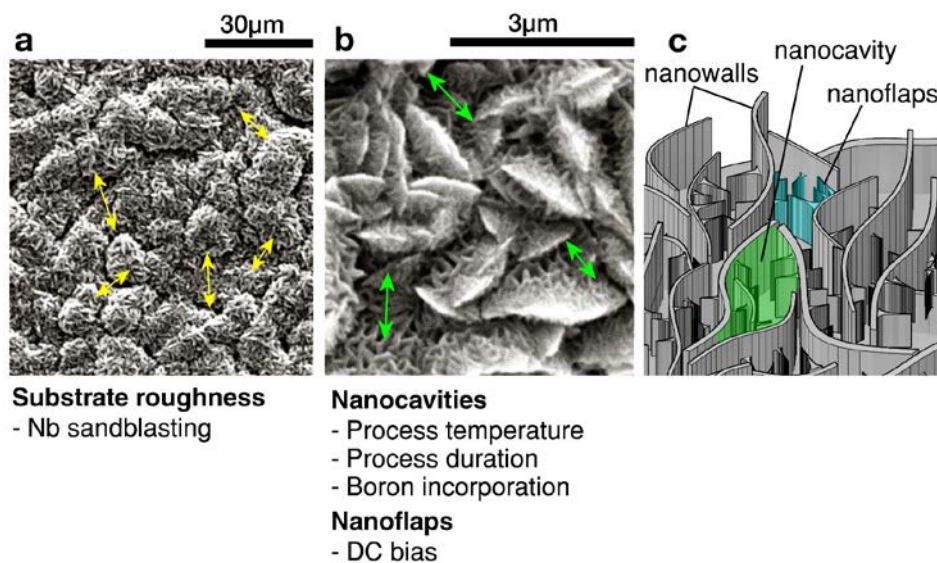 a
30µm
b
3µm
c
nanocavity
nanowalls
nanoflaps
Substrate roughness
- Nb sandblasting
Nanocavities
- Process temperature
- Process duration
- Boron incorporation
Nanoflaps
- DC bias